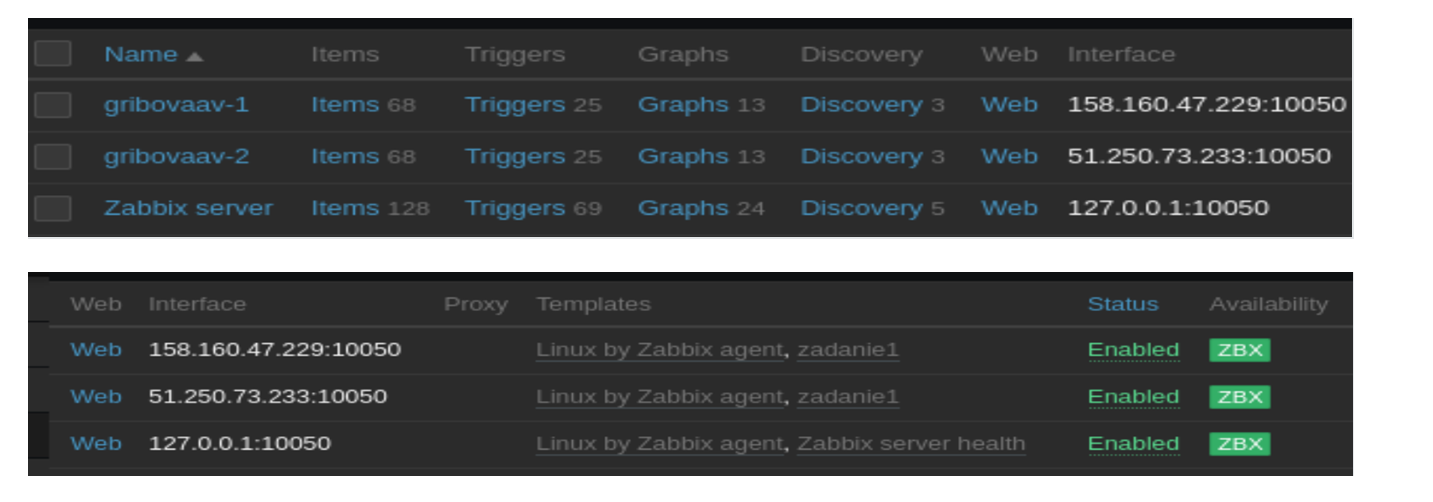 Name ▲ Items Triggers Graphs Discovery Web Interface
gribovaav-1 Items 68 Triggers 25 Graphs 13 Discovery 3 Web 158.160.47.229:10050
gribovaav-2 Items 68 Triggers 25 Graphs 13 Discovery 3 Web 51.250.73.233:10050
Zabbix server Items 128 Triggers 69 Graphs 24 Discovery 5 Web 127.0.0.1:10050
Web Interface Proxy Templates Status Availability
Web 158.160.47.229:10050 Linux by Zabbix agent, zadanie1 Enabled ZBX
Web 51.250.73.233:10050 Linux by Zabbix agent, zadanie1 Enabled ZBX
Web 127.0.0.1:10050 Linux by Zabbix agent, Zabbix server health Enabled ZBX